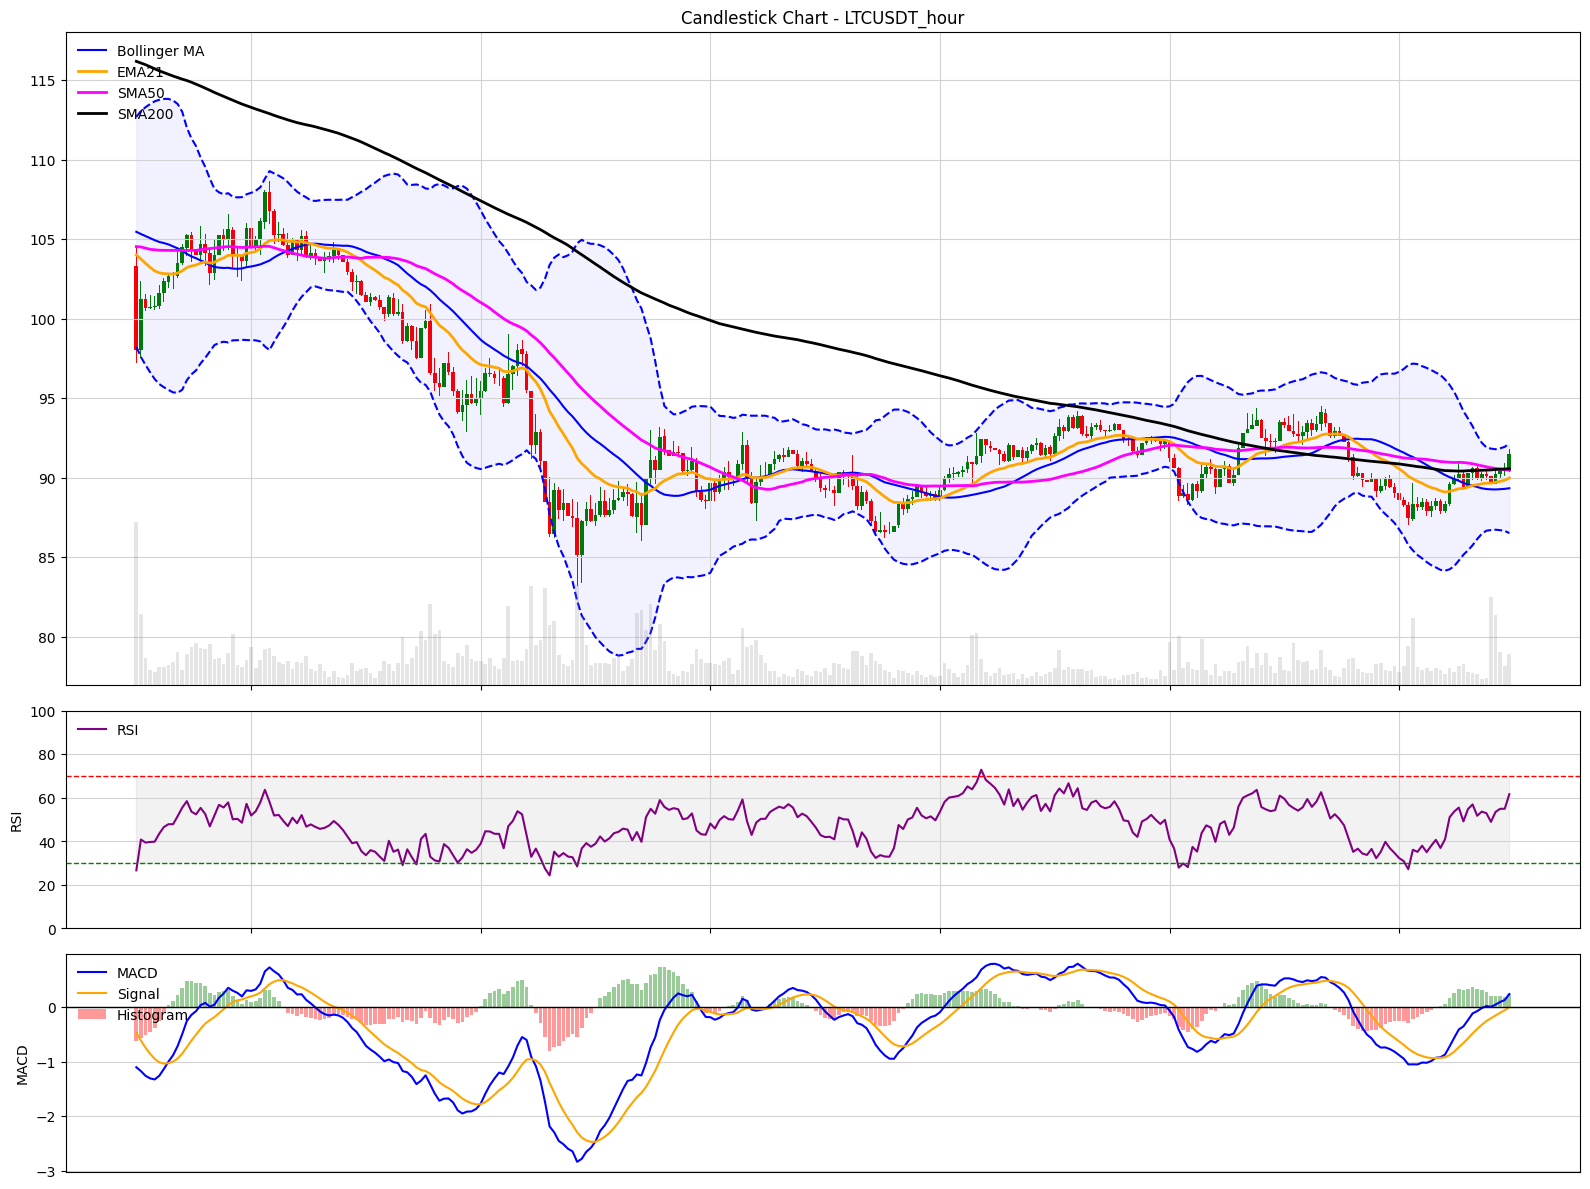 Candlestick Chart - LTCUSDT_hour
Bollinger MA
EMA21
SMA50
SMA200
115
110
105
100
95
90
85
80
RSI
100
80
60
40
20
0
RSI
MACD
Signal
Histogram
0
−1
−2
−3
MACD